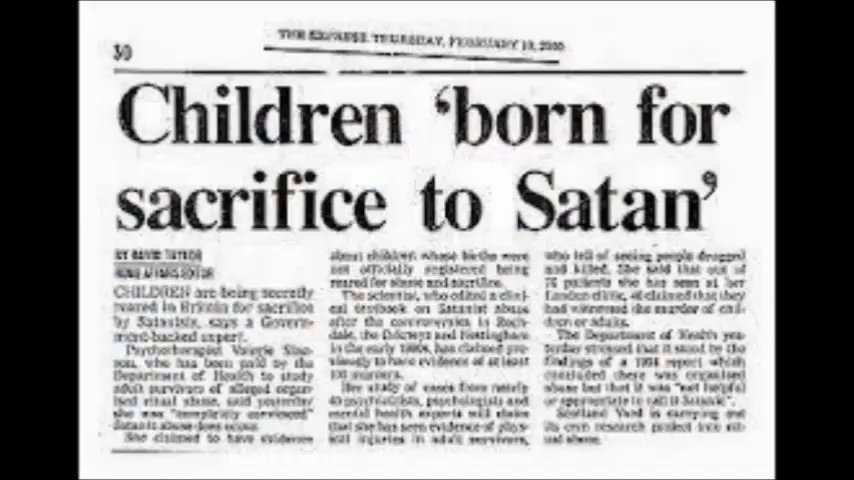 THE EXPRESS, THURSDAY, FEBRUARY 10, 2000
30
Children ‘born for
sacrifice to Satan’
BY DAVID TAYLOR
HOME AFFAIRS EDITOR
CHILDREN are being secretly
reared in Britain for sacrifice
by Satanists, says a Govern-
ment-backed expert.
Psychotherapist Valerie Sina-
son, who has been paid by the
Department of Health to study
adult survivors of alleged organ-
ised ritual abuse, said yesterday
she was "completely convinced"
Satanic abuse does occur.
She claimed to have evidence
about children whose births were
not officially registered being
reared for abuse and sacrifice.
The scientist, who edited a clini-
cal textbook on Satanist Abuse
after the controversies in Roch-
dale, the Orkneys and Nottingham
in the early 1990s, has claimed pre-
viously to have evidence of at least
100 murders.
Her study of cases from nearly
40 psychiatrists, psychologists and
mental health experts will claim
that she has seen evidence of phys-
ical injuries in adult survivors,
who tell of seeing people drugged
and killed. She said that out of
76 patients who she has seen at her
London clinic, 46 claimed that they
had witnessed the murder of chil-
dren or adults.
The Department of Health yes-
terday stressed that it stood by the
findings of a 1994 report which
concluded there was organised
abuse but that it was "not helpful
or appropriate to call it Satanic".
Scotland Yard is carrying out
its own research project into rit-
ual abuse.